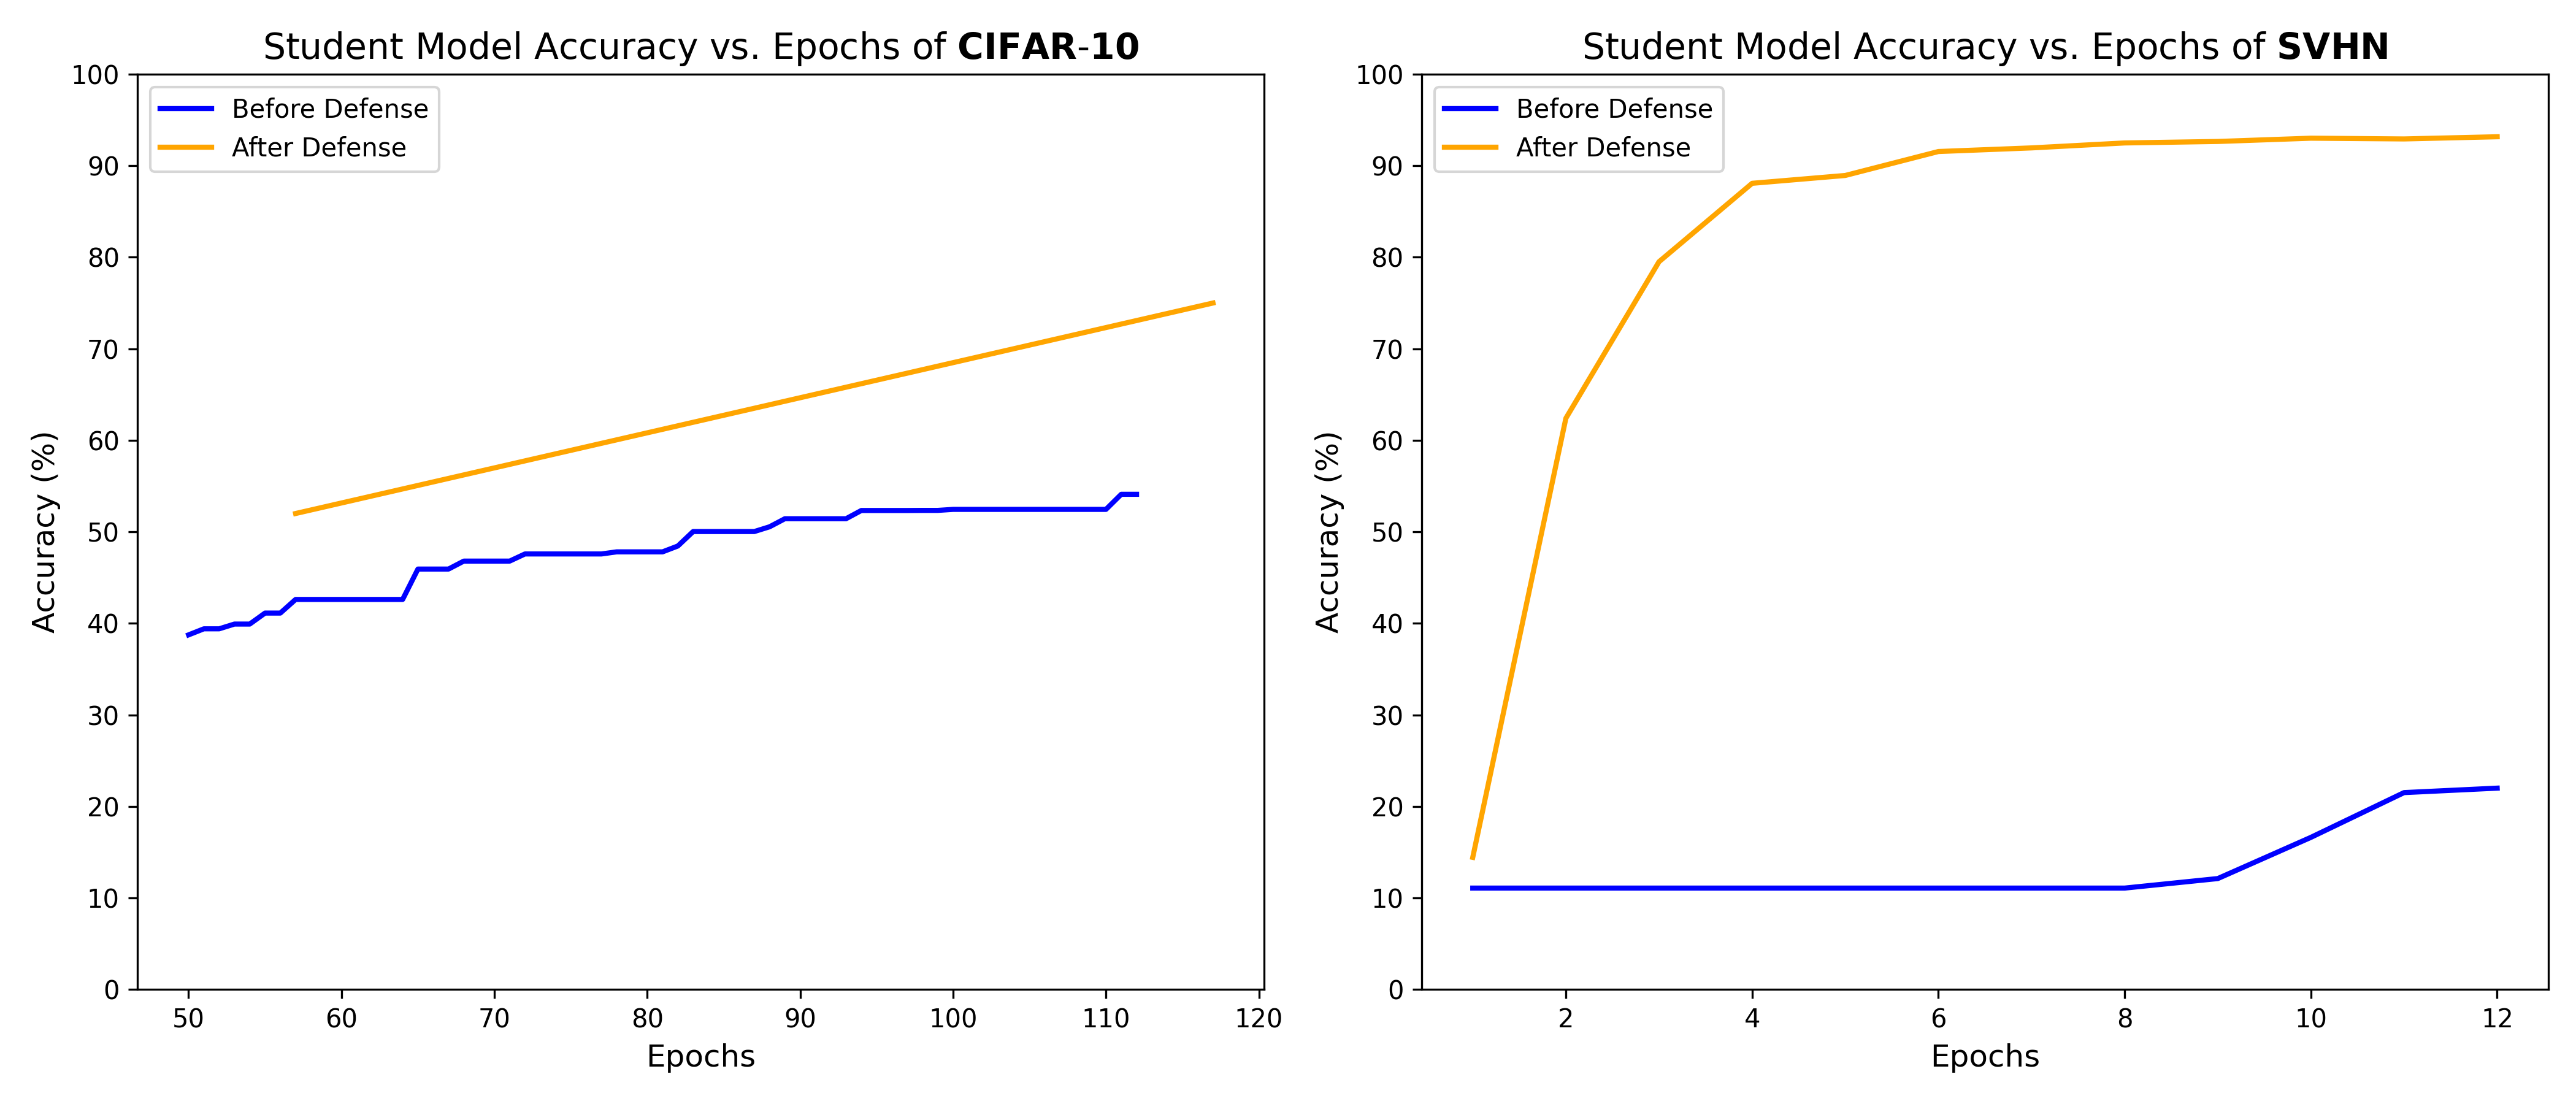 Student Model Accuracy vs. Epochs of CIFAR-10
100
90
80
70
60
50
40
30
20
10
0
Accuracy (%)
Before Defense
After Defense
50 60 70 80 90 100 110 120
Epochs
Student Model Accuracy vs. Epochs of SVHN
100
90
80
70
60
50
40
30
20
10
0
Accuracy (%)
Before Defense
After Defense
2 4 6 8 10 12
Epochs